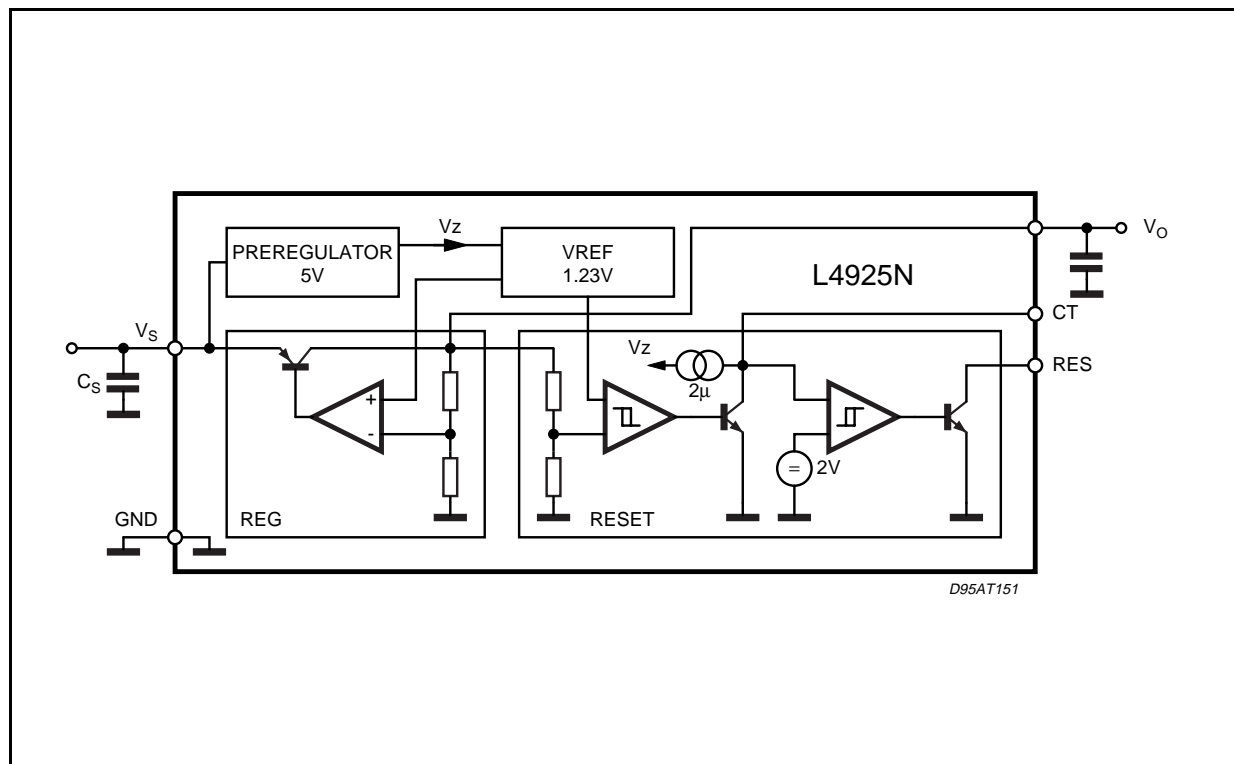 Vz
PREREGULATOR
5V
VREF
1.23V
L4925N
VO
CT
VS
CS
+
-
Vz
2μ
RES
=
2V
GND
REG
RESET
D95AT151